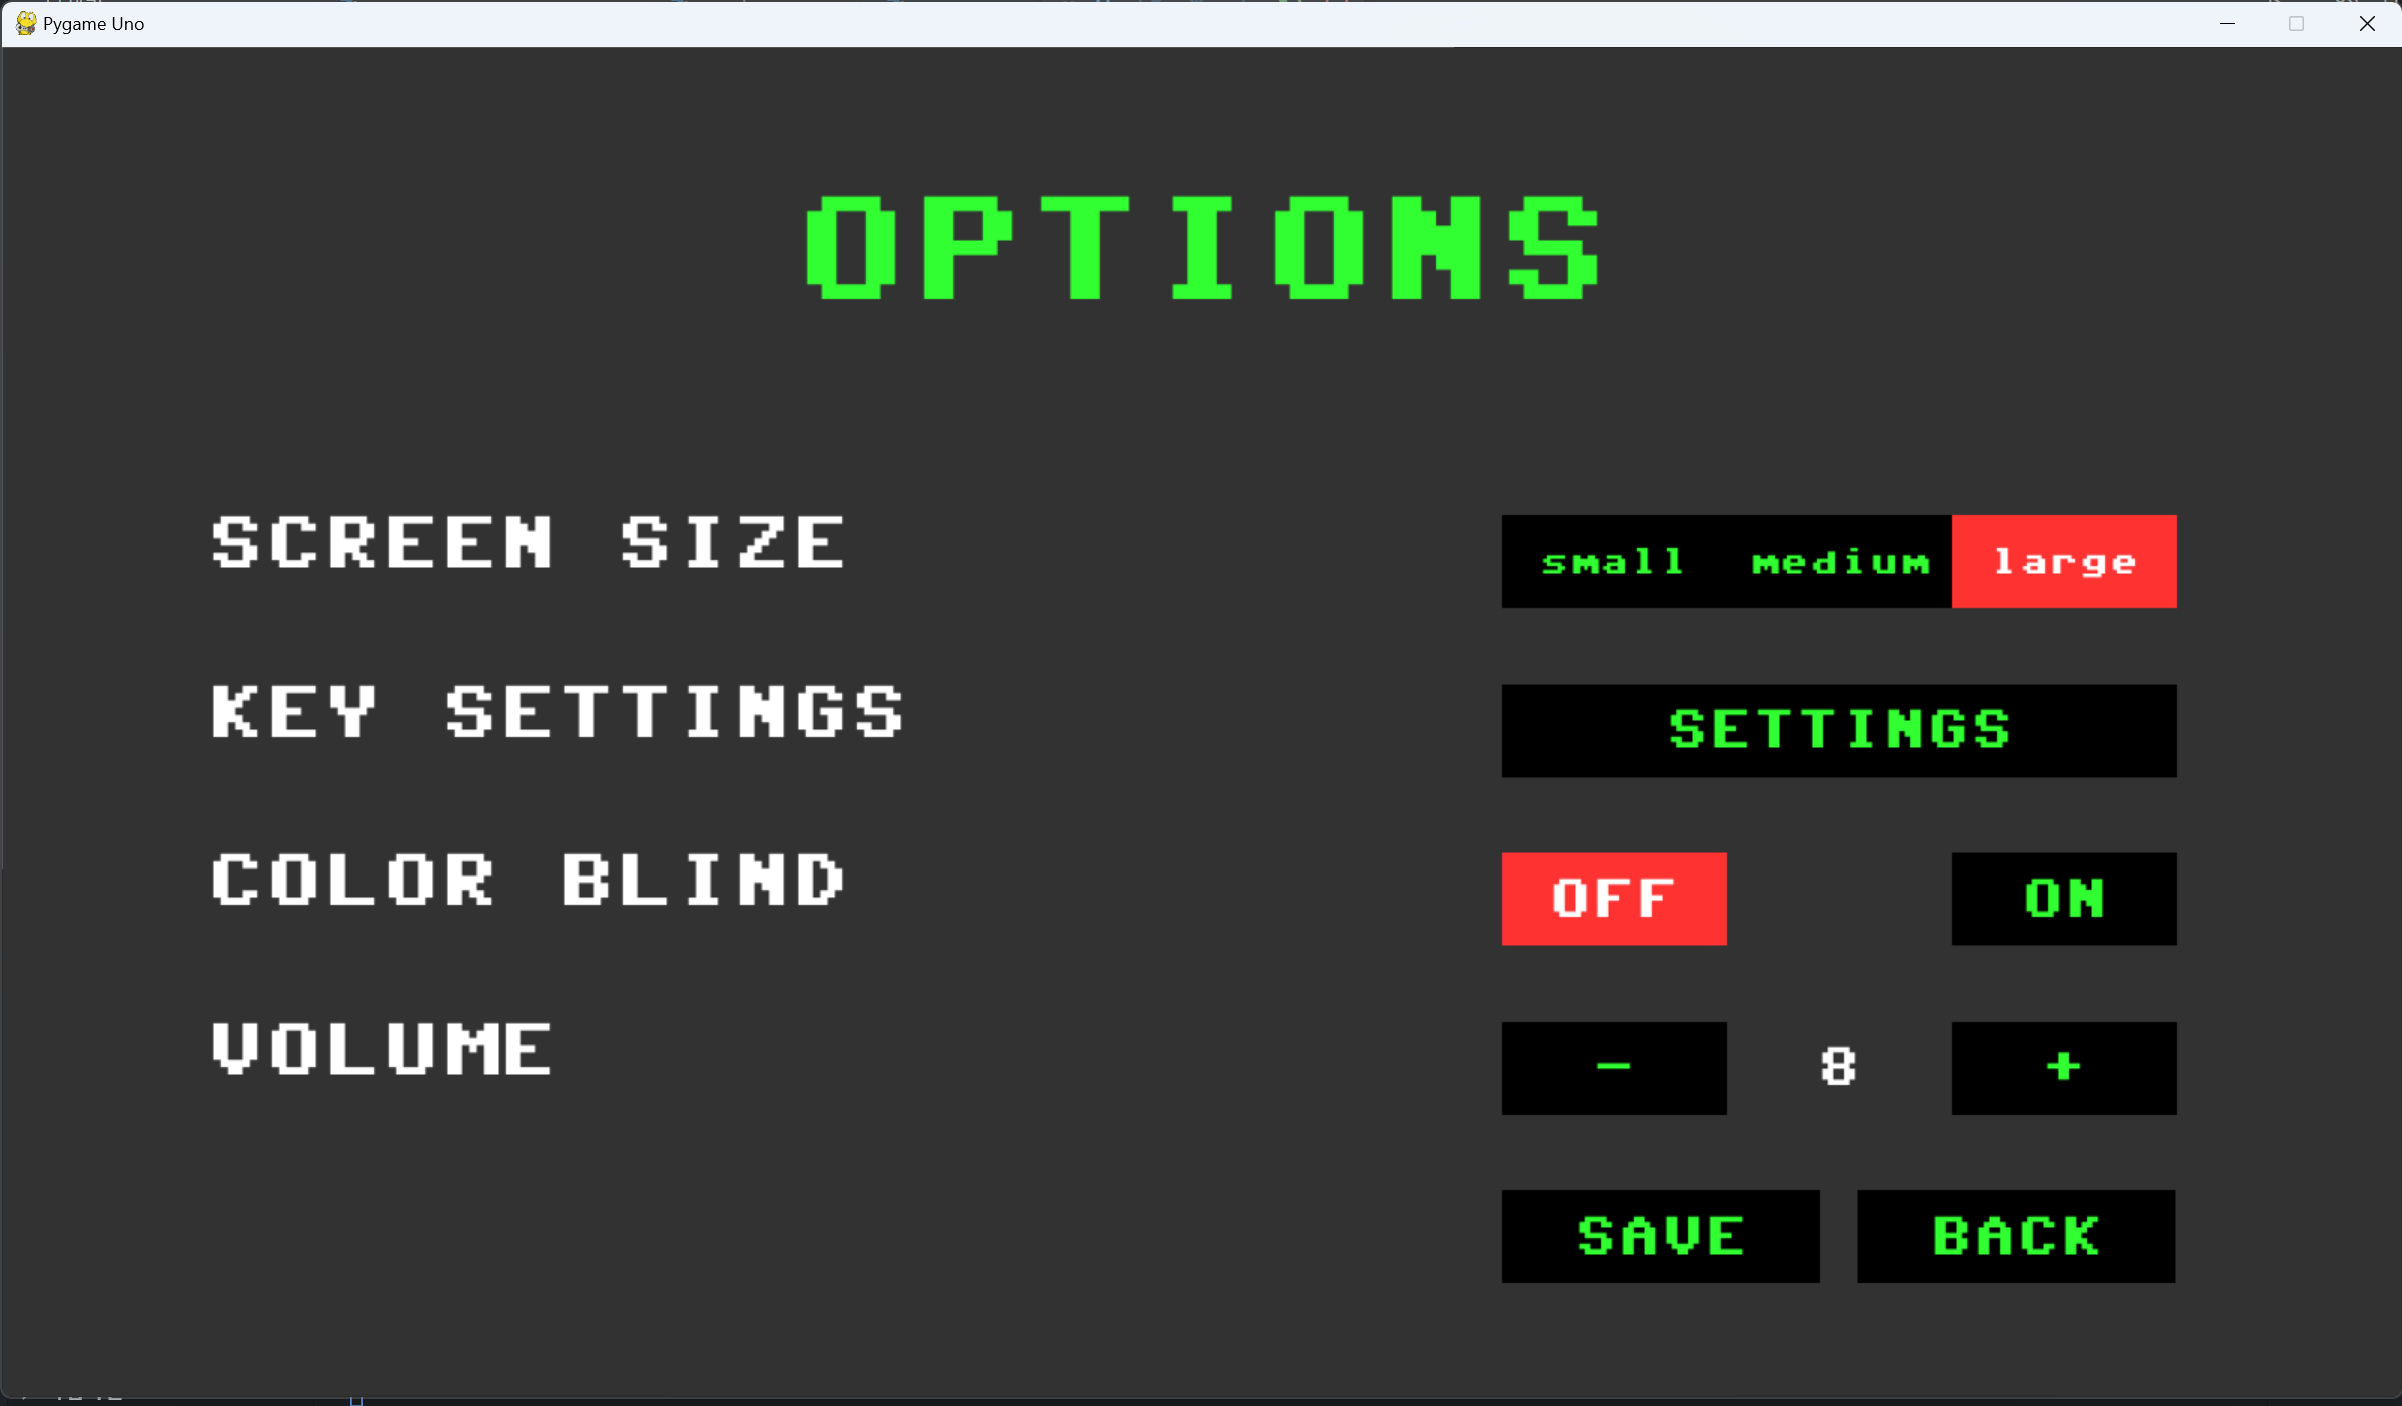 Pygame Uno
OPTIONS
SCREEN SIZE small medium large
KEY SETTINGS SETTINGS
COLOR BLIND OFF ON
VOLUME - 8 +
SAVE BACK